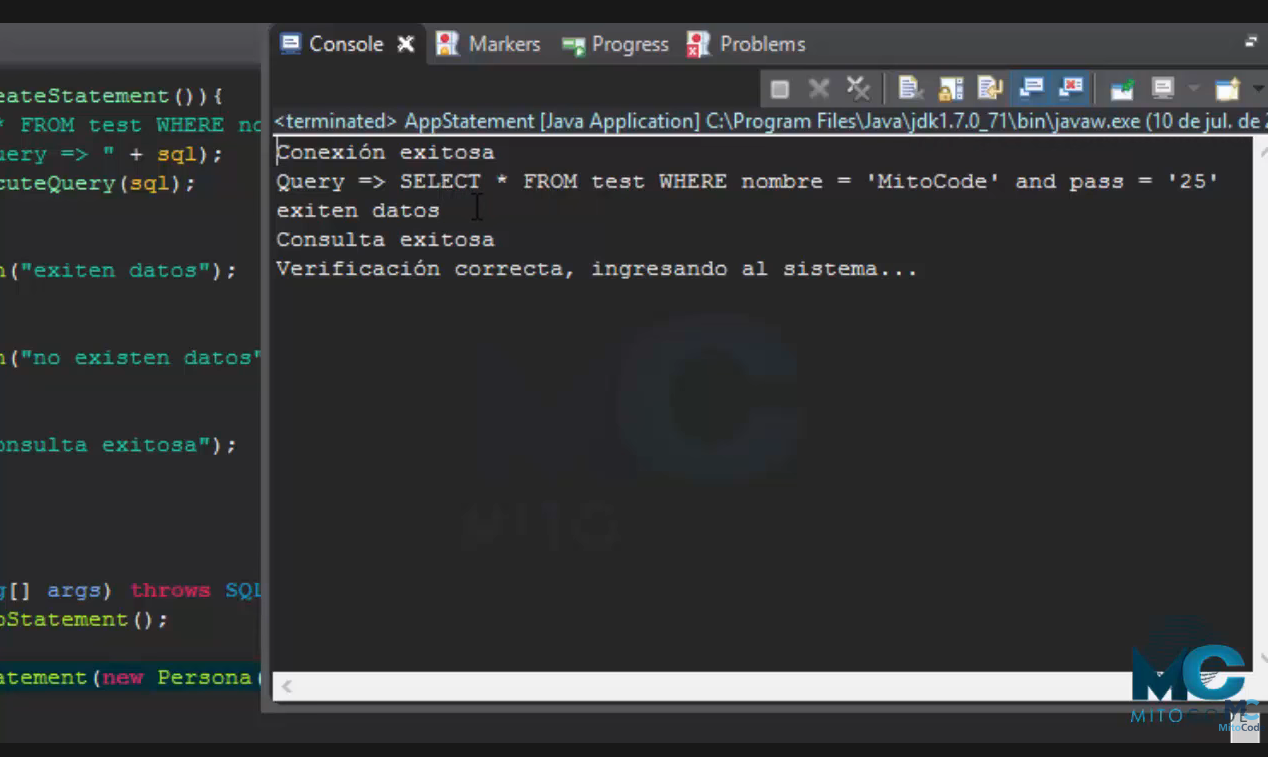 Console Markers Progress Problems
<terminated> AppStatement [Java Application] C:\Program Files\Java\jdk1.7.0_71\bin\javaw.exe (10 de jul. de 2
Conexión exitosa
Query => SELECT * FROM test WHERE nombre = 'MitoCode' and pass = '25'
exiten datos
Consulta exitosa
Verificación correcta, ingresando al sistema...
eateStatement()){
* FROM test WHERE no
uery => " + sql);
cuteQuery(sql);
n("exiten datos");
n("no existen datos"
onsulta exitosa");
g[] args) throws SQL
pStatement();
atement(new Persona(
MC
MITOCODE
MitoCod